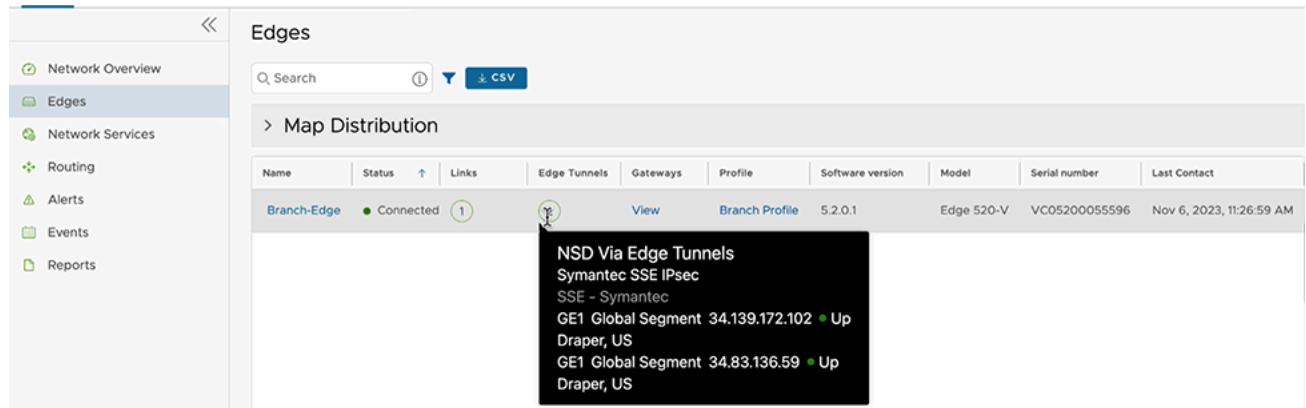 Edges
Search
CSV
Network Overview
Edges
Network Services
Routing
Alerts
Events
Reports
Map Distribution
Name Status Links Edge Tunnels Gateways Profile Software version Model Serial number Last Contact
Branch-Edge Connected 1 View Branch Profile 5.2.0.1 Edge 520-V VC05200055596 Nov 6, 2023, 11:26:59 AM
NSD Via Edge Tunnels
Symantec SSE IPsec
SSE - Symantec
GE1 Global Segment 34.139.172.102 Up
Draper, US
GE1 Global Segment 34.83.136.59 Up
Draper, US